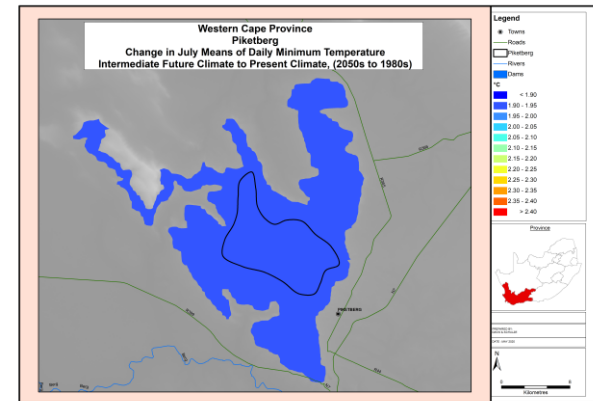 Western Cape Province
Piketberg
Change in July Means of Daily Minimum Temperature
Intermediate Future Climate to Present Climate, (2050s to 1980s)
PIKETBERG
Legend
Towns
Roads
Piketberg
Rivers
Dams
°C
< 1.90
1.90 - 1.95
1.95 - 2.00
2.00 - 2.05
2.05 - 2.10
2.10 - 2.15
2.15 - 2.20
2.20 - 2.25
2.25 - 2.30
2.30 - 2.35
2.35 - 2.40
> 2.40
Province
N
Kilometres